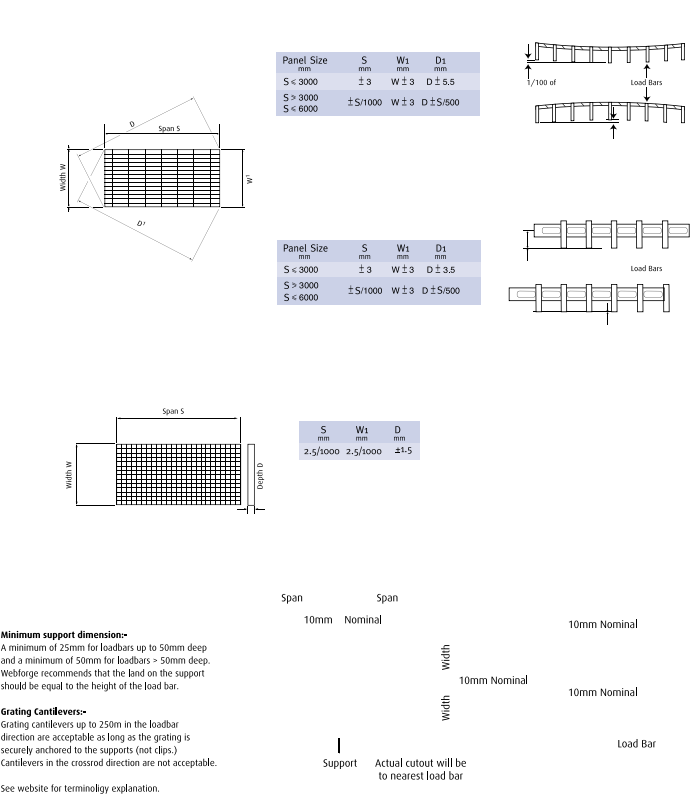 Panel Size S W1 D1
mm mm mm mm
S ≤ 3000 ± 3 W ± 3 D ± 5.5
S > 3000
S ≤ 6000 ± S/1000 W ± 3 D ± S/500
1/100 of
Load Bars
D
Span S
Width W
W1
D1
Panel Size S W1 D1
mm mm mm mm
S ≤ 3000 ± 3 W ± 3 D ± 3.5
S > 3000
S ≤ 6000 ± S/1000 W ± 3 D ± S/500
Load Bars
Span S
Width W
Depth D
S W1 D
mm mm mm
2.5/1000 2.5/1000 ±1.5
Span Span
10mm Nominal
Width
10mm Nominal
Width
10mm Nominal
10mm Nominal
Load Bar
Support
Actual cutout will be
to nearest load bar
Minimum support dimension:-
A minimum of 25mm for loadbars up to 50mm deep
and a minimum of 50mm for loadbars > 50mm deep.
Webforge recommends that the land on the support
should be equal to the height of the load bar.
Grating Cantilevers:-
Grating cantilevers up to 250m in the loadbar
direction are acceptable as long as the grating is
securely anchored to the supports (not clips.)
Cantilevers in the crossrod direction are not acceptable.
See website for terminoligy explanation.